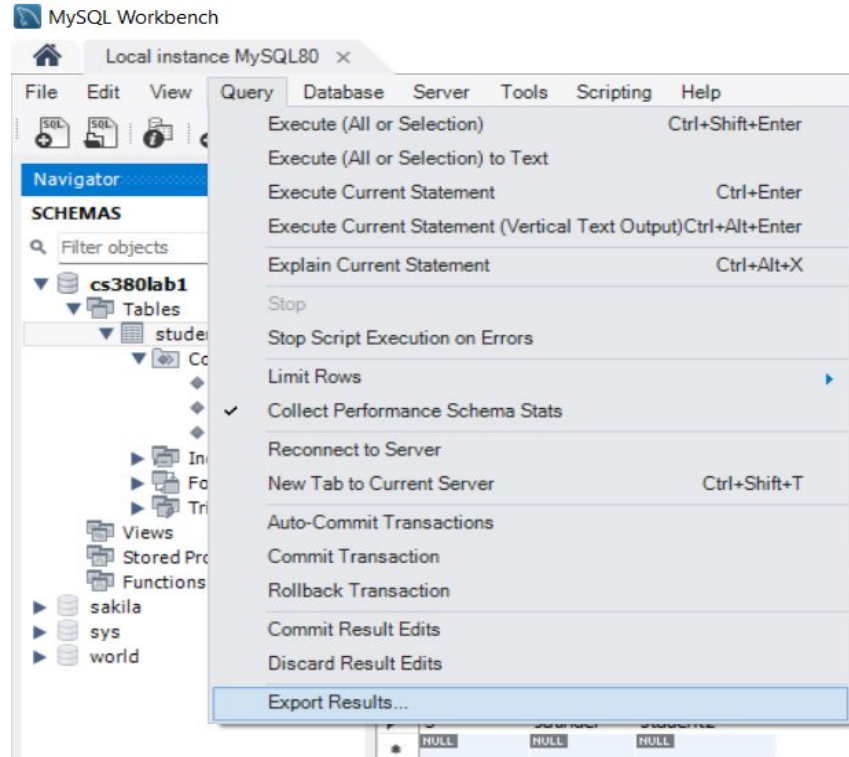 MySQL Workbench
Local instance MySQL80 ×
File Edit View Query Database Server Tools Scripting Help
SQL SQL
Navigator
SCHEMAS
Filter objects
cs380lab1
Tables
Views
Functions
sakila
sys
world
Execute (All or Selection) Ctrl+Shift+Enter
Execute (All or Selection) to Text
Execute Current Statement Ctrl+Enter
Execute Current Statement (Vertical Text Output)Ctrl+Alt+Enter
Explain Current Statement Ctrl+Alt+X
Stop
Stop Script Execution on Errors
Limit Rows
Collect Performance Schema Stats
Reconnect to Server
New Tab to Current Server Ctrl+Shift+T
Auto-Commit Transactions
Commit Transaction
Rollback Transaction
Commit Result Edits
Discard Result Edits
Export Results...
NULL NULL NULL